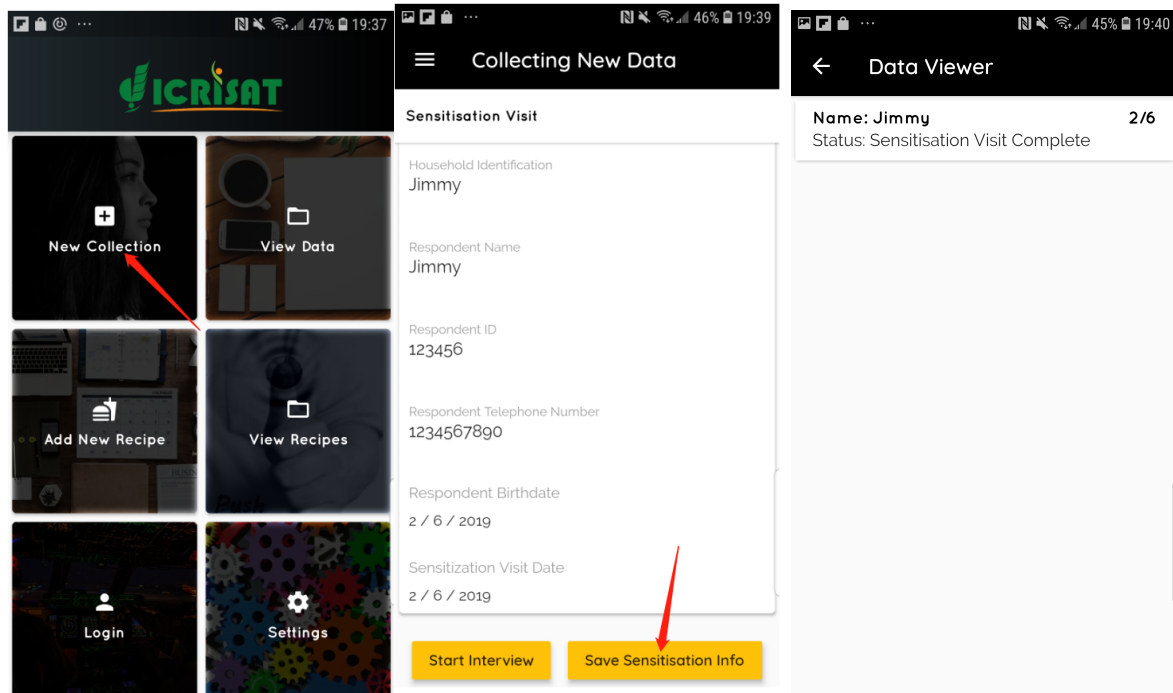 47% 19:37
ICRISAT
New Collection
View Data
Add New Recipe
View Recipes
Push
Login
Settings
46% 19:39
Collecting New Data
Sensitisation Visit
Household Identification
Jimmy
Respondent Name
Jimmy
Respondent ID
123456
Respondent Telephone Number
1234567890
Respondent Birthdate
2 / 6 / 2019
Sensitization Visit Date
2 / 6 / 2019
Start Interview Save Sensitisation Info
45% 19:40
Data Viewer
Name: Jimmy 2/6
Status: Sensitisation Visit Complete